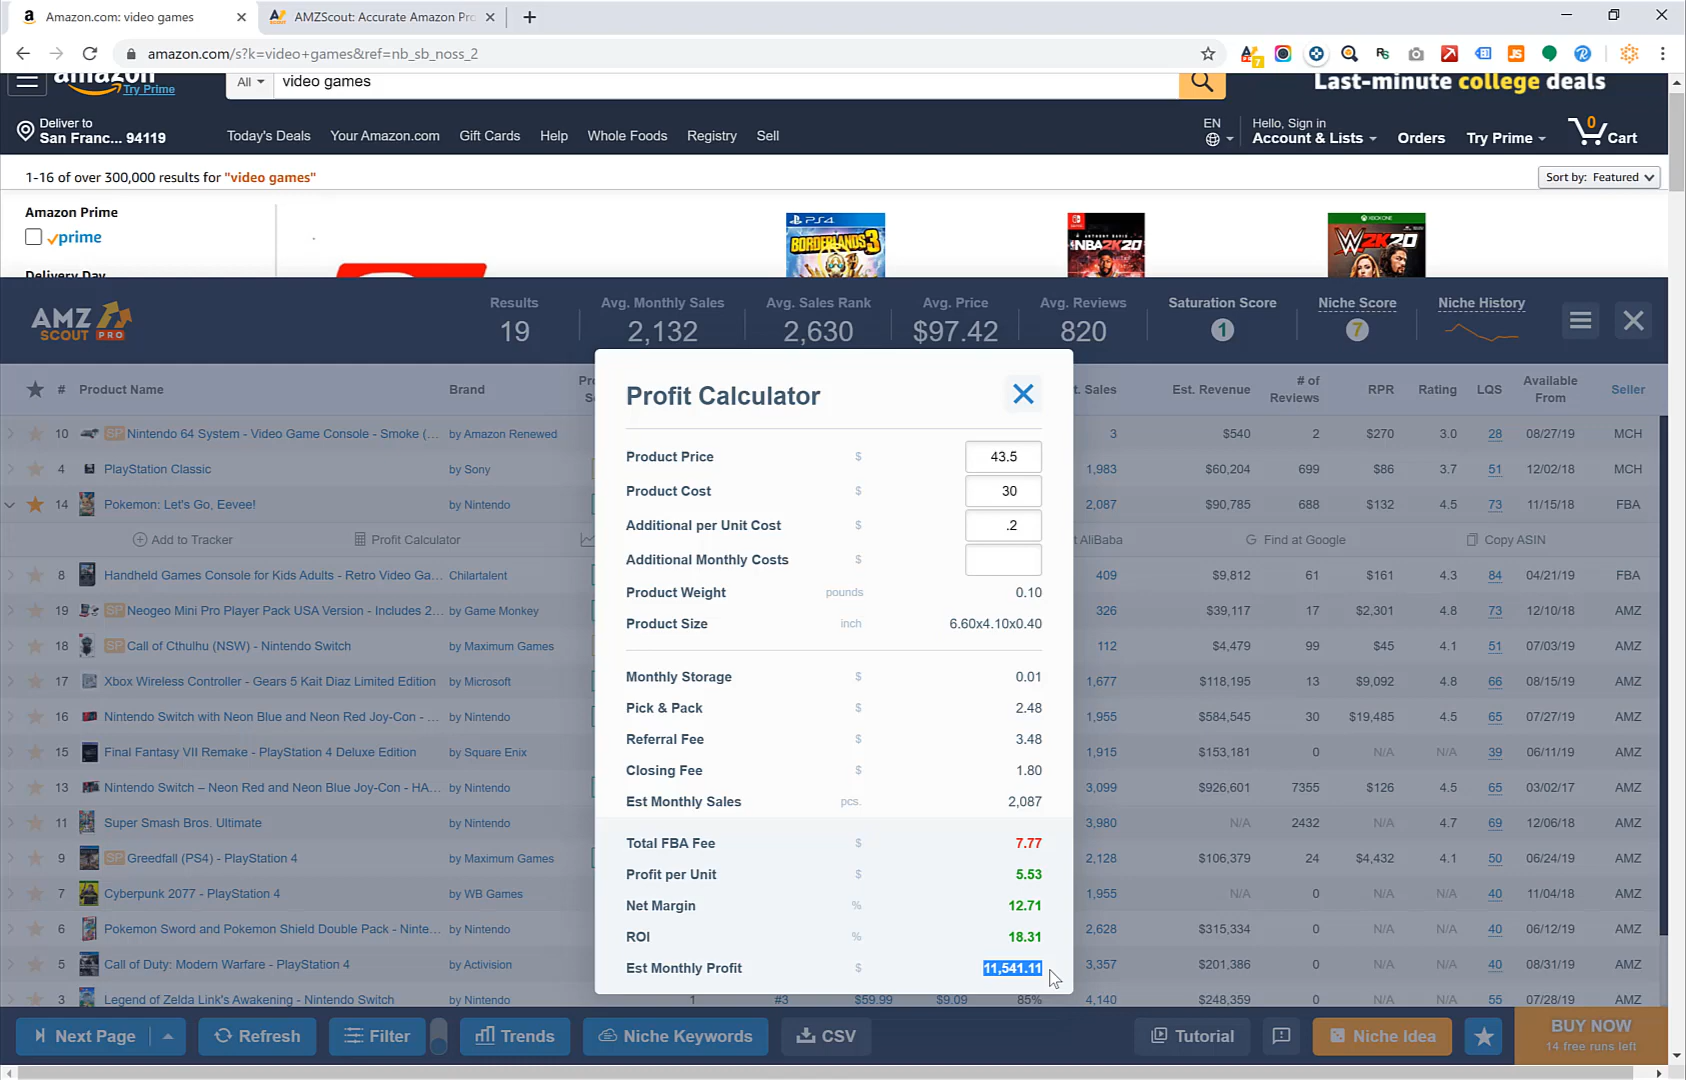 Amazon.com: video games
AMZScout: Accurate Amazon Pro
amazon.com/s?k=video+games&ref=nb_sb_noss_2
amazon
Try Prime
All
video games
Last-minute college deals
Deliver to
San Franc... 94119
Today's Deals Your Amazon.com Gift Cards Help Whole Foods Registry Sell
EN
Hello, Sign in
Account & Lists
Orders
Try Prime
0
Cart
1-16 of over 300,000 results for "video games"
Sort by: Featured
Amazon Prime
prime
Delivery Day
PS4
BORDERLANDS 3
NBA 2K20
XBOX ONE
W2K20
AMZ
SCOUT PRO
Results
19
Avg. Monthly Sales
2,132
Avg. Sales Rank
2,630
Avg. Price
$97.42
Avg. Reviews
820
Saturation Score
1
Niche Score
7
Niche History
# Product Name Brand
t. Sales Est. Revenue # of Reviews RPR Rating LQS Available From Seller
10 SP Nintendo 64 System - Video Game Console - Smoke (... by Amazon Renewed 3 $540 2 $270 3.0 28 08/27/19 MCH
4 PlayStation Classic by Sony 1,983 $60,204 699 $86 3.7 51 12/02/18 MCH
14 Pokemon: Let's Go, Eevee! by Nintendo 2,087 $90,785 688 $132 4.5 73 11/15/18 FBA
Add to Tracker Profit Calculator t AliBaba Find at Google Copy ASIN
8 Handheld Games Console for Kids Adults - Retro Video Ga... Chilartalent 409 $9,812 61 $161 4.3 84 04/21/19 FBA
19 SP Neogeo Mini Pro Player Pack USA Version - Includes 2... by Game Monkey 326 $39,117 17 $2,301 4.8 73 12/10/18 AMZ
18 SP Call of Cthulhu (NSW) - Nintendo Switch by Maximum Games 112 $4,479 99 $45 4.1 51 07/03/19 AMZ
17 Xbox Wireless Controller - Gears 5 Kait Diaz Limited Edition by Microsoft 1,677 $118,195 13 $9,092 4.8 66 08/15/19 AMZ
16 Nintendo Switch with Neon Blue and Neon Red Joy-Con - ... by Nintendo 1,955 $584,545 30 $19,485 4.5 65 07/27/19 AMZ
15 Final Fantasy VII Remake - PlayStation 4 Deluxe Edition by Square Enix 1,915 $153,181 0 N/A N/A 39 06/11/19 AMZ
13 Nintendo Switch – Neon Red and Neon Blue Joy-Con - HA... by Nintendo 3,099 $926,601 7355 $126 4.5 65 03/02/17 AMZ
11 Super Smash Bros. Ultimate by Nintendo 3,980 N/A 2432 N/A 4.7 69 12/06/18 AMZ
9 SP Greedfall (PS4) - PlayStation 4 by Maximum Games 2,128 $106,379 24 $4,432 4.1 50 06/24/19 AMZ
7 Cyberpunk 2077 - PlayStation 4 by WB Games 1,955 N/A 0 N/A N/A 40 11/04/18 AMZ
6 Pokemon Sword and Pokemon Shield Double Pack - Ninte... by Nintendo 2,628 $315,334 0 N/A N/A 40 06/12/19 AMZ
5 Call of Duty: Modern Warfare - PlayStation 4 by Activision 3,357 $201,386 0 N/A N/A 40 08/31/19 AMZ
3 Legend of Zelda Link's Awakening - Nintendo Switch by Nintendo 1 #3 $59.99 $9.09 85% 4,140 $248,359 0 N/A N/A 55 07/28/19 AMZ
Profit Calculator
Product Price $ 43.5
Product Cost $ 30
Additional per Unit Cost $ .2
Additional Monthly Costs $
Product Weight pounds 0.10
Product Size inch 6.60x4.10x0.40
Monthly Storage $ 0.01
Pick & Pack $ 2.48
Referral Fee $ 3.48
Closing Fee $ 1.80
Est Monthly Sales pcs. 2,087
Total FBA Fee $ 7.77
Profit per Unit $ 5.53
Net Margin % 12.71
ROI % 18.31
Est Monthly Profit $ 11,541.11
Next Page
Refresh
Filter
Trends
Niche Keywords
CSV
Tutorial
Niche Idea
BUY NOW
14 free runs left